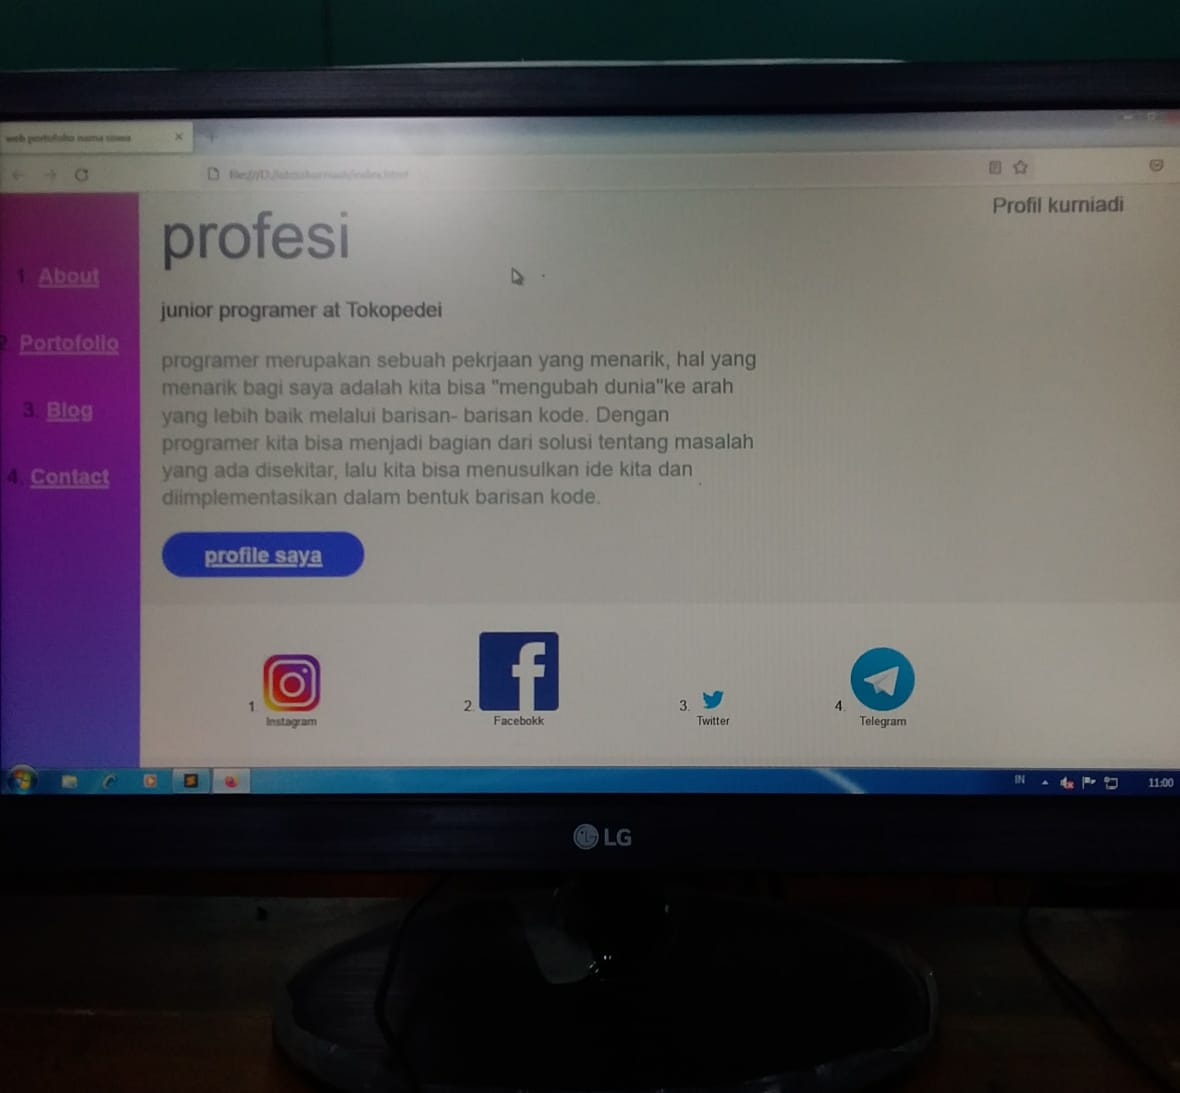 web portofolio nama siswa
Profil kurniadi
profesi
1. About
2. Portofolio
3. Blog
4. Contact
junior programer at Tokopedei
programer merupakan sebuah pekrjaan yang menarik, hal yang
menarik bagi saya adalah kita bisa "mengubah dunia"ke arah
yang lebih baik melalui barisan- barisan kode. Dengan
programer kita bisa menjadi bagian dari solusi tentang masalah
yang ada disekitar, lalu kita bisa menusulkan ide kita dan
diimplementasikan dalam bentuk barisan kode.
profile saya
1. Instagram
2. Facebokk
3. Twitter
4. Telegram
IN
11:00
LG